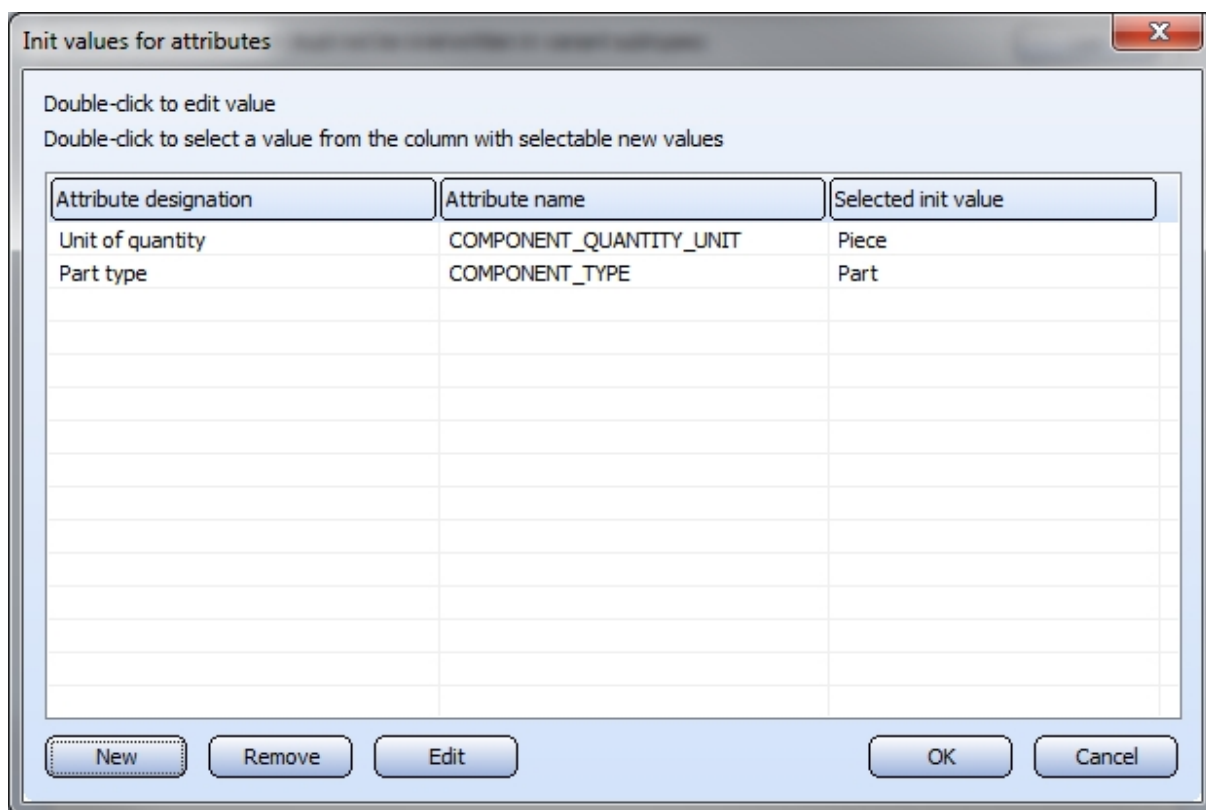 Init values for attributes
Double-click to edit value
Double-click to select a value from the column with selectable new values
Attribute designation Attribute name Selected init value
Unit of quantity COMPONENT_QUANTITY_UNIT Piece
Part type COMPONENT_TYPE Part
New Remove Edit OK Cancel